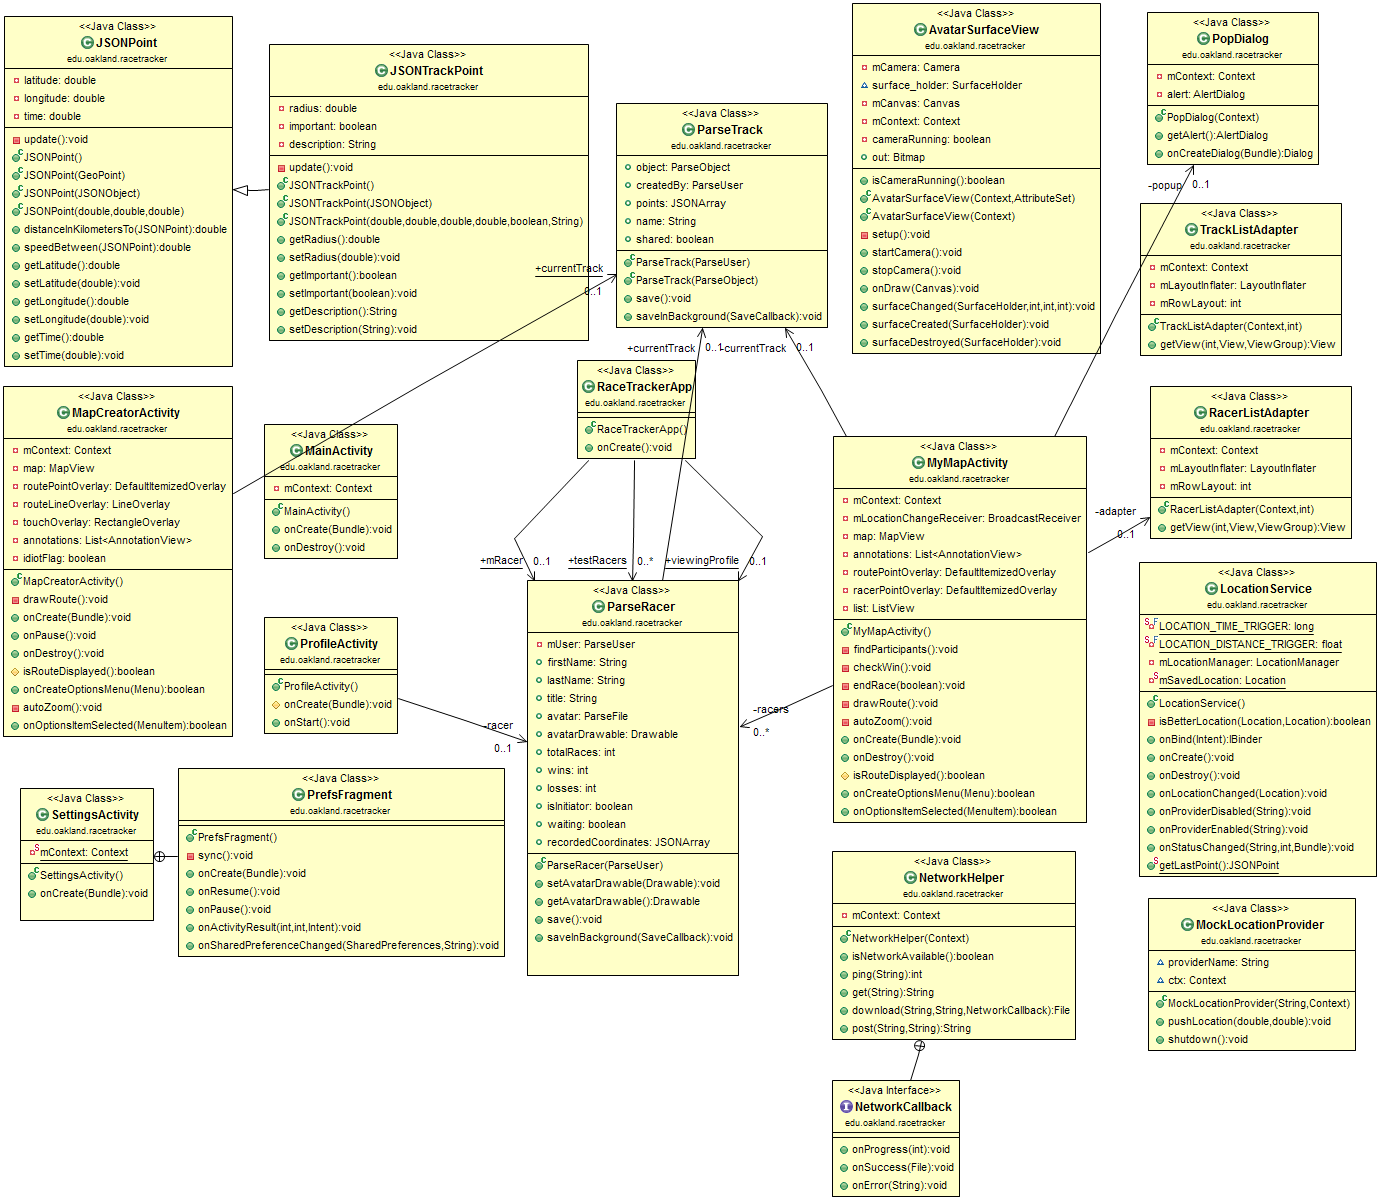 <<Java Class>>
JSONPoint
edu.oakland.racetracker
latitude: double
longitude: double
time: double
update():void
JSONPoint()
JSONPoint(GeoPoint)
JSONPoint(JSONObject)
JSONPoint(double,double,double)
distanceInKilometersTo(JSONPoint):double
speedBetween(JSONPoint):double
getLatitude():double
setLatitude(double):void
getLongitude():double
setLongitude(double):void
getTime():double
setTime(double):void
<<Java Class>>
JSONTrackPoint
edu.oakland.racetracker
radius: double
important: boolean
description: String
update():void
JSONTrackPoint()
JSONTrackPoint(JSONObject)
JSONTrackPoint(double,double,double,double,boolean,String)
getRadius():double
setRadius(double):void
getImportant():boolean
setImportant(boolean):void
getDescription():String
setDescription(String):void
<<Java Class>>
ParseTrack
edu.oakland.racetracker
object: ParseObject
createdBy: ParseUser
points: JSONArray
name: String
shared: boolean
ParseTrack(ParseUser)
ParseTrack(ParseObject)
save():void
saveInBackground(SaveCallback):void
+currentTrack
0..1
+currentTrack
0..1
-currentTrack
0..1
<<Java Class>>
AvatarSurfaceView
edu.oakland.racetracker
mCamera: Camera
surface_holder: SurfaceHolder
mCanvas: Canvas
mContext: Context
cameraRunning: boolean
out: Bitmap
isCameraRunning():boolean
AvatarSurfaceView(Context,AttributeSet)
AvatarSurfaceView(Context)
setup():void
startCamera():void
stopCamera():void
onDraw(Canvas):void
surfaceChanged(SurfaceHolder,int,int,int):void
surfaceCreated(SurfaceHolder):void
surfaceDestroyed(SurfaceHolder):void
<<Java Class>>
PopDialog
edu.oakland.racetracker
mContext: Context
alert: AlertDialog
PopDialog(Context)
getAlert():AlertDialog
onCreateDialog(Bundle):Dialog
-popup
0..1
<<Java Class>>
TrackListAdapter
edu.oakland.racetracker
mContext: Context
mLayoutInflater: LayoutInflater
mRowLayout: int
TrackListAdapter(Context,int)
getView(int,View,ViewGroup):View
<<Java Class>>
MapCreatorActivity
edu.oakland.racetracker
mContext: Context
map: MapView
routePointOverlay: DefaultItemizedOverlay
routeLineOverlay: LineOverlay
touchOverlay: RectangleOverlay
annotations: List<AnnotationView>
idiotFlag: boolean
MapCreatorActivity()
drawRoute():void
onCreate(Bundle):void
onPause():void
onDestroy():void
isRouteDisplayed():boolean
onCreateOptionsMenu(Menu):boolean
autoZoom():void
onOptionsItemSelected(MenuItem):boolean
<<Java Class>>
MainActivity
edu.oakland.racetracker
mContext: Context
MainActivity()
onCreate(Bundle):void
onDestroy():void
<<Java Class>>
RaceTrackerApp
edu.oakland.racetracker
RaceTrackerApp()
onCreate():void
+mRacer
0..1
+testRacers
0..*
+viewingProfile
0..1
<<Java Class>>
MyMapActivity
edu.oakland.racetracker
mContext: Context
mLocationChangeReceiver: BroadcastReceiver
map: MapView
annotations: List<AnnotationView>
routePointOverlay: DefaultItemizedOverlay
racerPointOverlay: DefaultItemizedOverlay
list: ListView
MyMapActivity()
findParticipants():void
checkWin():void
endRace(boolean):void
drawRoute():void
autoZoom():void
onCreate(Bundle):void
onDestroy():void
isRouteDisplayed():boolean
onCreateOptionsMenu(Menu):boolean
onOptionsItemSelected(MenuItem):boolean
-adapter
0..1
<<Java Class>>
RacerListAdapter
edu.oakland.racetracker
mContext: Context
mLayoutInflater: LayoutInflater
mRowLayout: int
RacerListAdapter(Context,int)
getView(int,View,ViewGroup):View
<<Java Class>>
ProfileActivity
edu.oakland.racetracker
ProfileActivity()
onCreate(Bundle):void
onStart():void
-racer
0..1
<<Java Class>>
ParseRacer
edu.oakland.racetracker
mUser: ParseUser
firstName: String
lastName: String
title: String
avatar: ParseFile
avatarDrawable: Drawable
totalRaces: int
wins: int
losses: int
isInitiator: boolean
waiting: boolean
recordedCoordinates: JSONArray
ParseRacer(ParseUser)
setAvatarDrawable(Drawable):void
getAvatarDrawable():Drawable
save():void
saveInBackground(SaveCallback):void
-racers
0..*
<<Java Class>>
LocationService
edu.oakland.racetracker
LOCATION_TIME_TRIGGER: long
LOCATION_DISTANCE_TRIGGER: float
mLocationManager: LocationManager
mSavedLocation: Location
LocationService()
isBetterLocation(Location,Location):boolean
onBind(Intent):IBinder
onCreate():void
onDestroy():void
onLocationChanged(Location):void
onProviderDisabled(String):void
onProviderEnabled(String):void
onStatusChanged(String,int,Bundle):void
getLastPoint():JSONPoint
<<Java Class>>
SettingsActivity
edu.oakland.racetracker
mContext: Context
SettingsActivity()
onCreate(Bundle):void
<<Java Class>>
PrefsFragment
edu.oakland.racetracker
PrefsFragment()
sync():void
onCreate(Bundle):void
onResume():void
onPause():void
onActivityResult(int,int,Intent):void
onSharedPreferenceChanged(SharedPreferences,String):void
<<Java Class>>
NetworkHelper
edu.oakland.racetracker
mContext: Context
NetworkHelper(Context)
isNetworkAvailable():boolean
ping(String):int
get(String):String
download(String,String,NetworkCallback):File
post(String,String):String
<<Java Class>>
MockLocationProvider
edu.oakland.racetracker
providerName: String
ctx: Context
MockLocationProvider(String,Context)
pushLocation(double,double):void
shutdown():void
<<Java Interface>>
NetworkCallback
edu.oakland.racetracker
onProgress(int):void
onSuccess(File):void
onError(String):void